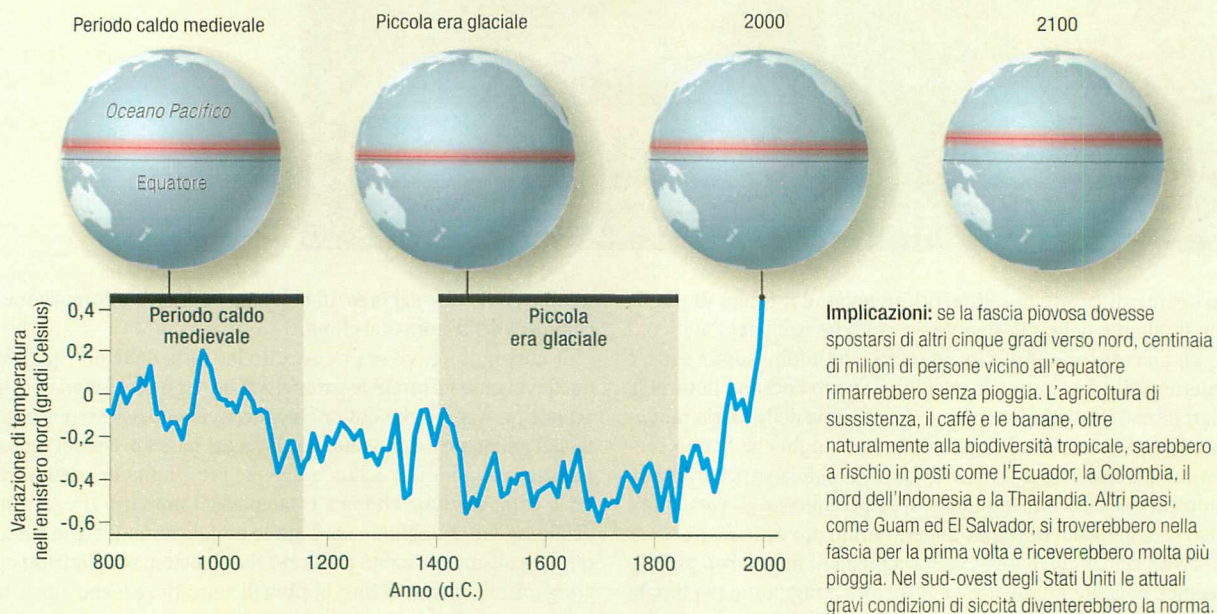 Periodo caldo medievale
Piccola era glaciale
2000
2100
Oceano Pacifico
Equatore
Variazione di temperatura
nell'emisfero nord (gradi Celsius)
0,4
0,2
0
-0,2
-0,4
-0,6
Periodo caldo
medievale
Piccola
era glaciale
800
1000
1200
1400
1600
1800
2000
Anno (d.C.)
Implicazioni: se la fascia piovosa dovesse
spostarsi di altri cinque gradi verso nord, centinaia
di milioni di persone vicino all'equatore
rimarrebbero senza pioggia. L'agricoltura di
sussistenza, il caffè e le banane, oltre
naturalmente alla biodiversità tropicale, sarebbero
a rischio in posti come l'Ecuador, la Colombia, il
nord dell'Indonesia e la Thailandia. Altri paesi,
come Guam ed El Salvador, si troverebbero nella
fascia per la prima volta e riceverebbero molta più
pioggia. Nel sud-ovest degli Stati Uniti le attuali
gravi condizioni di siccità diventerebbero la norma.